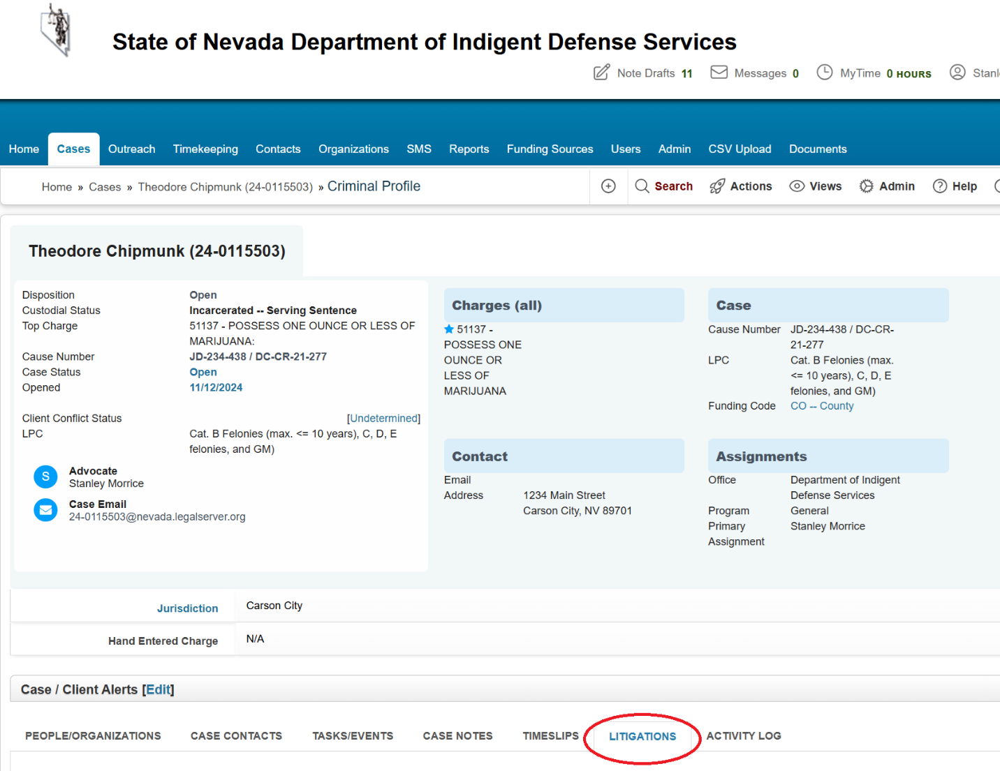 State of Nevada Department of Indigent Defense Services
Note Drafts 11 Messages 0 MyTime 0 HOURS
Home Cases Outreach Timekeeping Contacts Organizations SMS Reports Funding Sources Users Admin CSV Upload Documents
Home » Cases » Theodore Chipmunk (24-0115503) » Criminal Profile
Search Actions Views Admin Help
Theodore Chipmunk (24-0115503)
Disposition Open
Custodial Status Incarcerated -- Serving Sentence
Top Charge 51137 - POSSESS ONE OUNCE OR LESS OF
MARIJUANA:
Cause Number JD-234-438 / DC-CR-21-277
Case Status Open
Opened 11/12/2024
Client Conflict Status [Undetermined]
LPC Cat. B Felonies (max. <= 10 years), C, D, E
felonies, and GM)
S
Advocate
Stanley Morrice
Case Email
24-0115503@nevada.legalserver.org
Charges (all)
51137 -
POSSESS ONE
OUNCE OR
LESS OF
MARIJUANA
Case
Cause Number JD-234-438 / DC-CR-
21-277
LPC Cat. B Felonies (max.
<= 10 years), C, D, E
felonies, and GM)
Funding Code CO -- County
Contact
Email
Address 1234 Main Street
Carson City, NV 89701
Assignments
Office Department of Indigent
Defense Services
Program General
Primary Stanley Morrice
Assignment
Jurisdiction Carson City
Hand Entered Charge N/A
Case / Client Alerts [Edit]
PEOPLE/ORGANIZATIONS CASE CONTACTS TASKS/EVENTS CASE NOTES TIMESLIPS LITIGATIONS ACTIVITY LOG